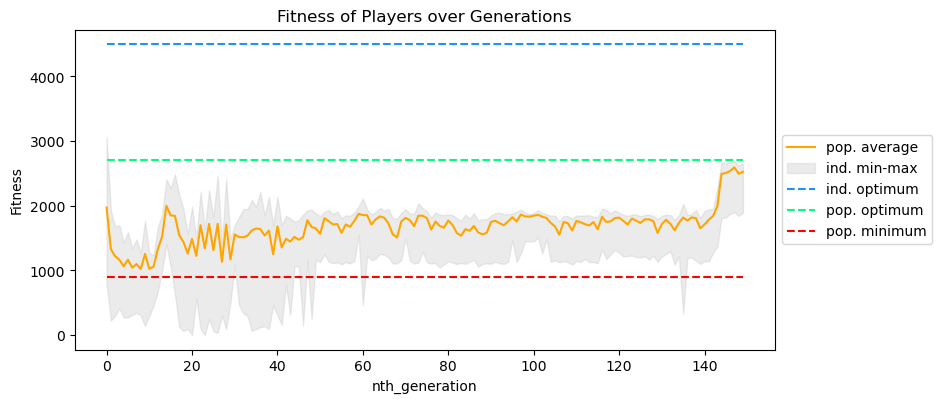 Fitness of Players over Generations
Fitness
4000
3000
2000
1000
0
0 20 40 60 80 100 120 140
nth_generation
pop. average
ind. min-max
ind. optimum
pop. optimum
pop. minimum